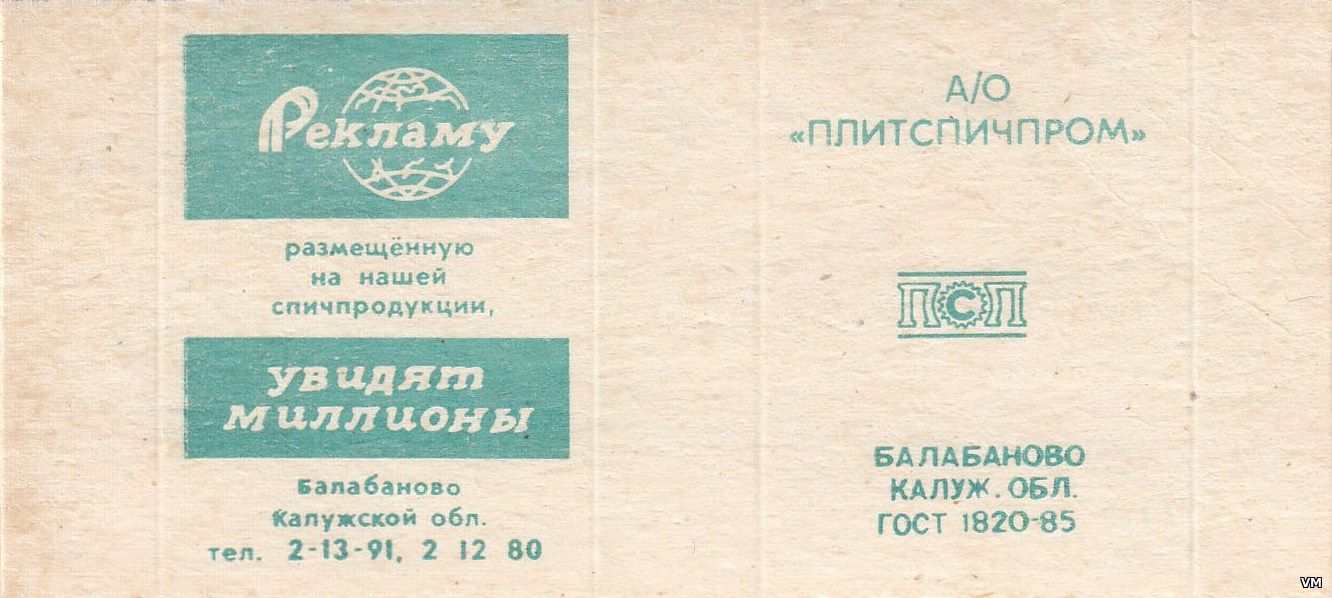 Рекламу
размещённую
на нашей
спичпродукции,
увидят
миллионы
Балабаново
Калужской обл.
тел. 2-13-91, 2 12 80
А/О
«ПЛИТСПИЧПРОМ»
ПСП
БАЛАБАНОВО
КАЛУЖ. ОБЛ.
ГОСТ 1820-85
VM